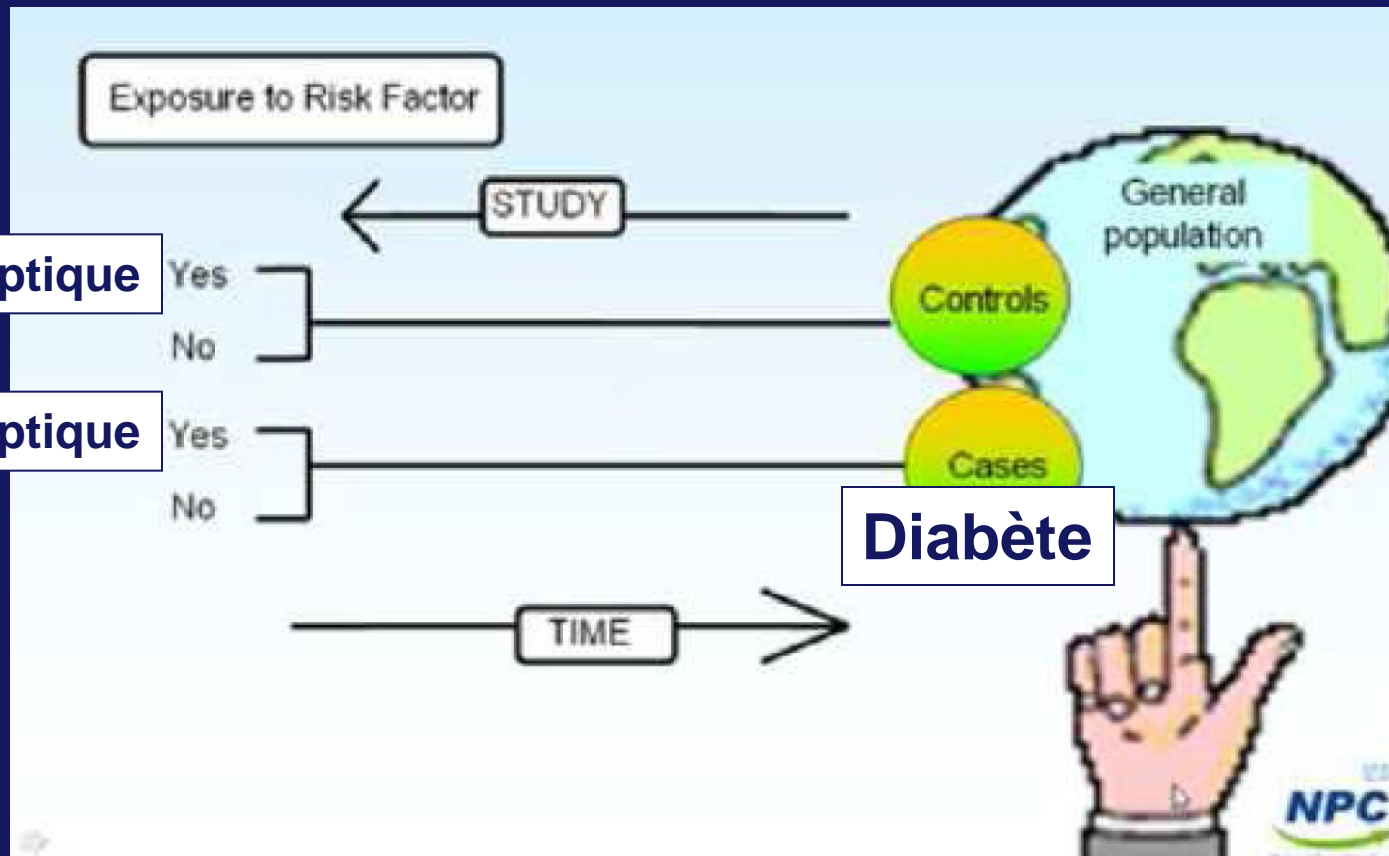 Exposure to Risk Factor
STUDY
General
population
ptique Yes
Controls
No
ptique Yes
Cases
No
Diabète
TIME
NPC